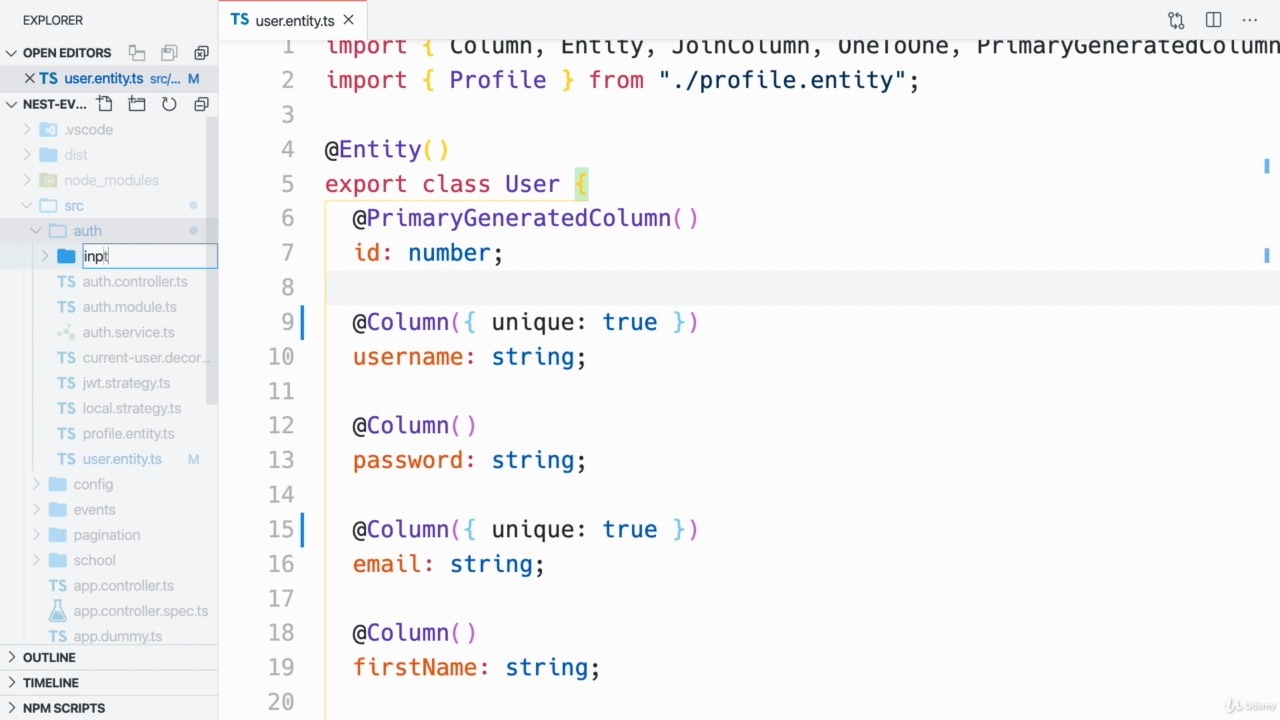 EXPLORER
OPEN EDITORS
TS user.entity.ts src/... M
NEST-EV...
.vscode
dist
node_modules
src
auth
inpt
TS auth.controller.ts
TS auth.module.ts
auth.service.ts
TS current-user.decor...
TS jwt.strategy.ts
TS local.strategy.ts
TS profile.entity.ts
TS user.entity.ts M
config
events
pagination
school
TS app.controller.ts
app.controller.spec.ts
TS app.dummy.ts
OUTLINE
TIMELINE
NPM SCRIPTS
TS user.entity.ts
1 import { Column, Entity, JoinColumn, OneToOne, PrimaryGeneratedColumn
2 import { Profile } from "./profile.entity";
3
4 @Entity()
5 export class User {
6 @PrimaryGeneratedColumn()
7 id: number;
8
9 @Column({ unique: true })
10 username: string;
11
12 @Column()
13 password: string;
14
15 @Column({ unique: true })
16 email: string;
17
18 @Column()
19 firstName: string;
20
Udemy